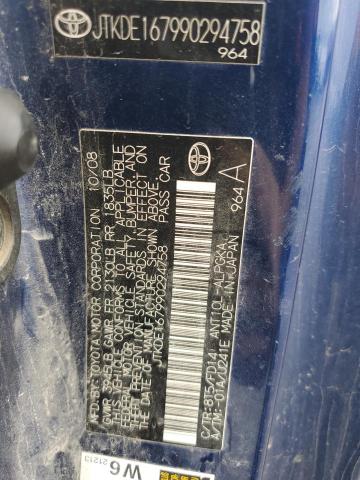 JTKDE167990294758
964
MFD.BY:TOYOTA MOTOR CORPORATION 10/08
GVWR 3945LB GAWR FR 2130LB RR 1835LB
THIS VEHICLE CONFORMS TO ALL APPLICABLE
FEDERAL MOTOR VEHICLE SAFETY, BUMPER, AND
THEFT PREVENTION STANDARDS IN EFFECT ON
THE DATE OF MANUFACTURE SHOWN ABOVE.
JTKDE167990294758 PASS.CAR
C/TR:8T5/FD14 ANT10L-ALPGKA
A/TM:-01A/U241E MADE IN JAPAN
964 A
W6
21213